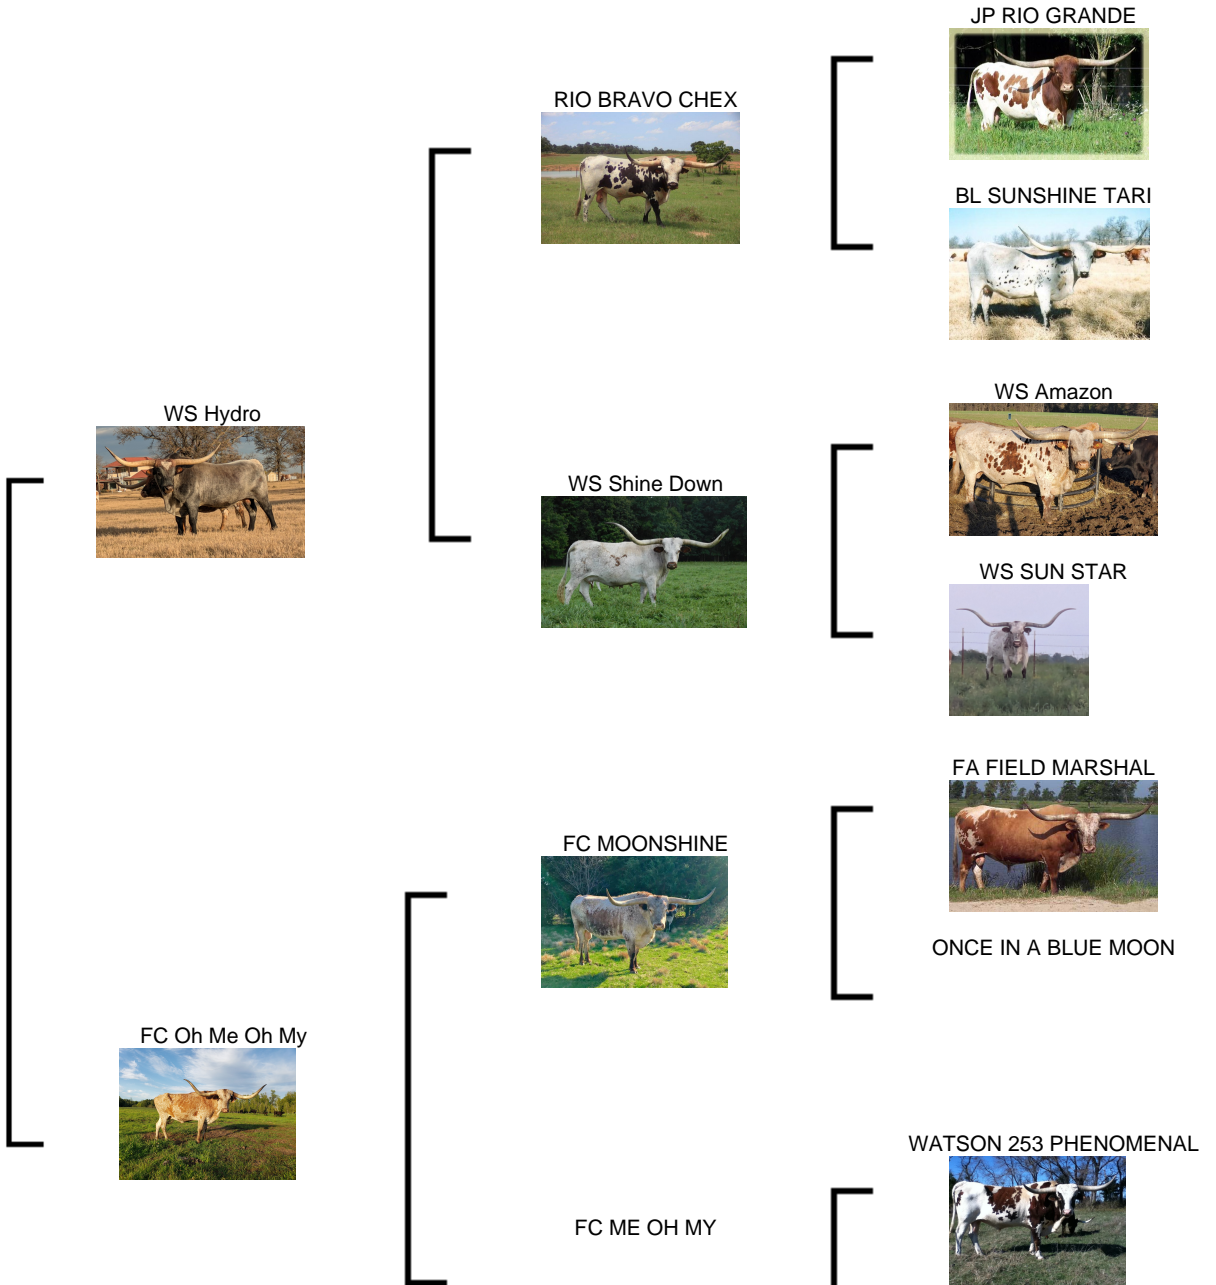 JP RIO GRANDE
RIO BRAVO CHEX
BL SUNSHINE TARI
WS Amazon
WS Hydro
WS Shine Down
WS SUN STAR
FA FIELD MARSHAL
FC MOONSHINE
ONCE IN A BLUE MOON
FC Oh Me Oh My
WATSON 253 PHENOMENAL
FC ME OH MY